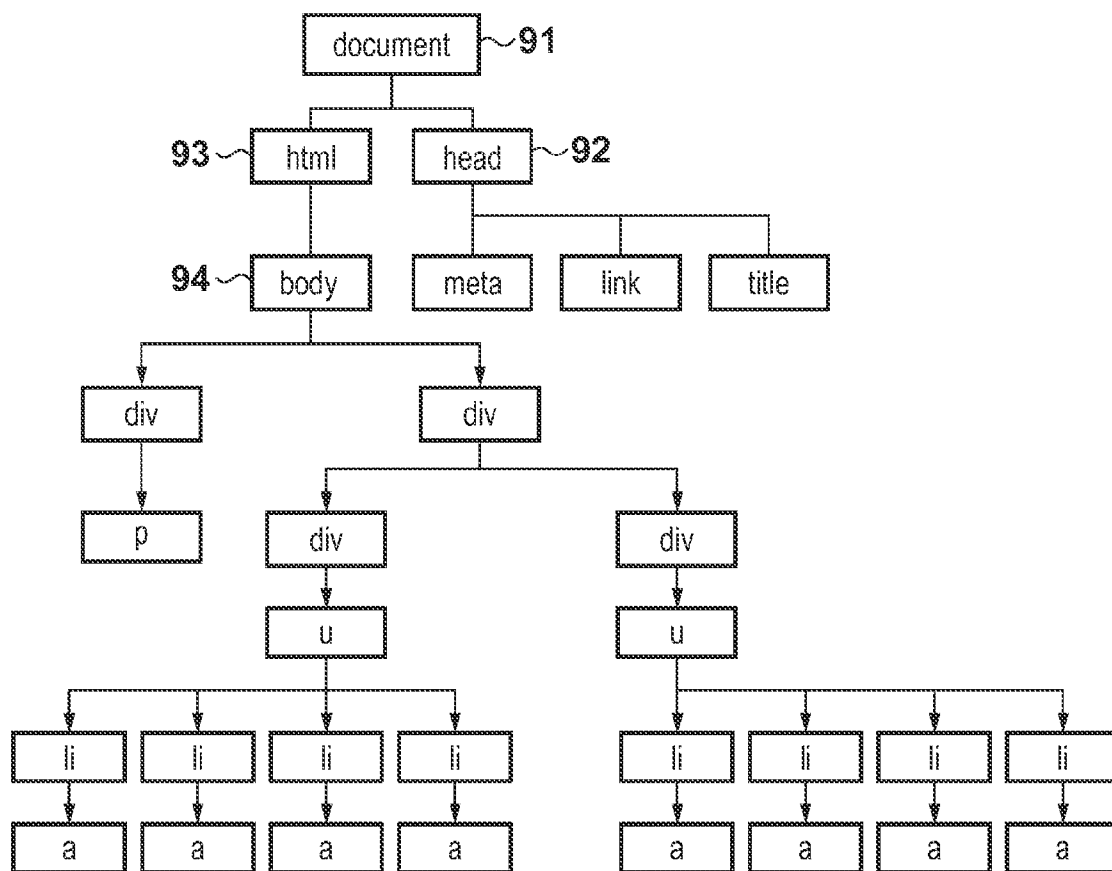 document 91
93 html head 92
94 body meta link title
div div
p div div
u u
li li li li li li li li
a a a a a a a a